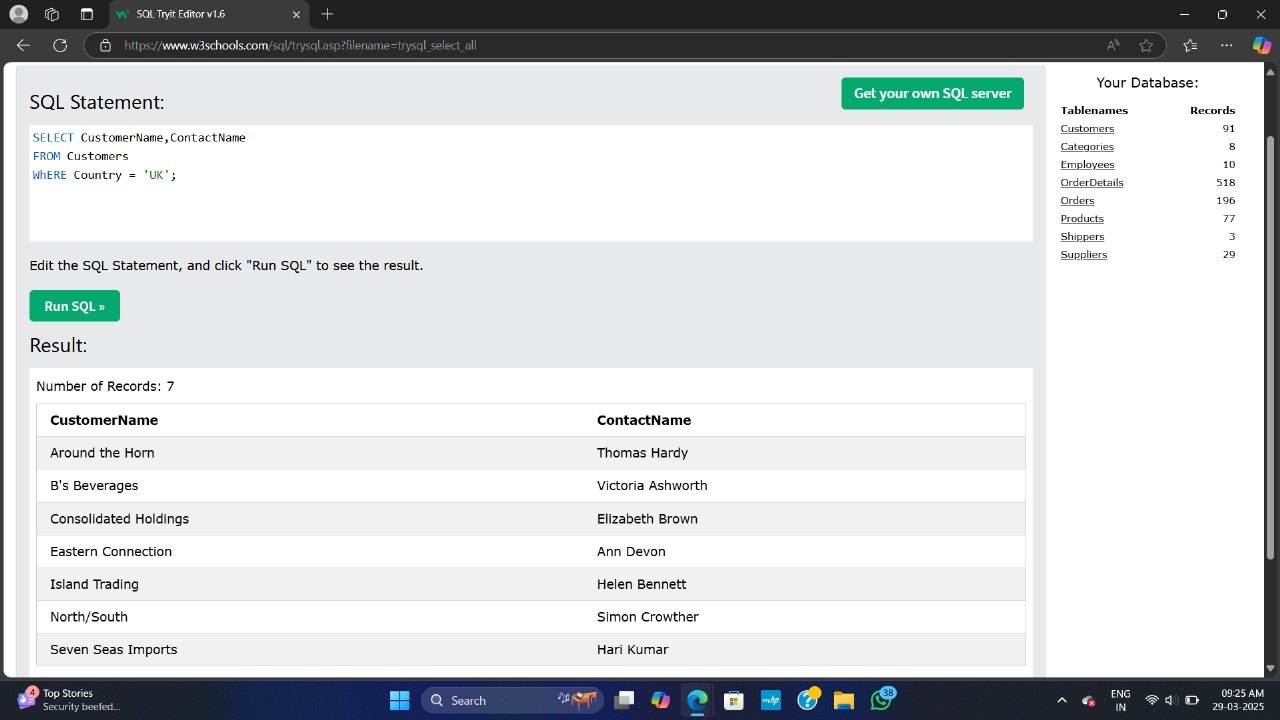 SQL Tryit Editor v1.6
https://www.w3schools.com/sql/trysql.asp?filename=trysql_select_all
SQL Statement:
Get your own SQL server
SELECT CustomerName,ContactName
FROM Customers
WhERE Country = 'UK';
Edit the SQL Statement, and click "Run SQL" to see the result.
Run SQL »
Result:
Number of Records: 7
CustomerName ContactName
Around the Horn Thomas Hardy
B's Beverages Victoria Ashworth
Consolidated Holdings Elizabeth Brown
Eastern Connection Ann Devon
Island Trading Helen Bennett
North/South Simon Crowther
Seven Seas Imports Hari Kumar
Your Database:
Tablenames Records
Customers 91
Categories 8
Employees 10
OrderDetails 518
Orders 196
Products 77
Shippers 3
Suppliers 29
4
Top Stories
Security beefed...
Search
myhp
38
ENG
IN
09:25 AM
29-03-2025